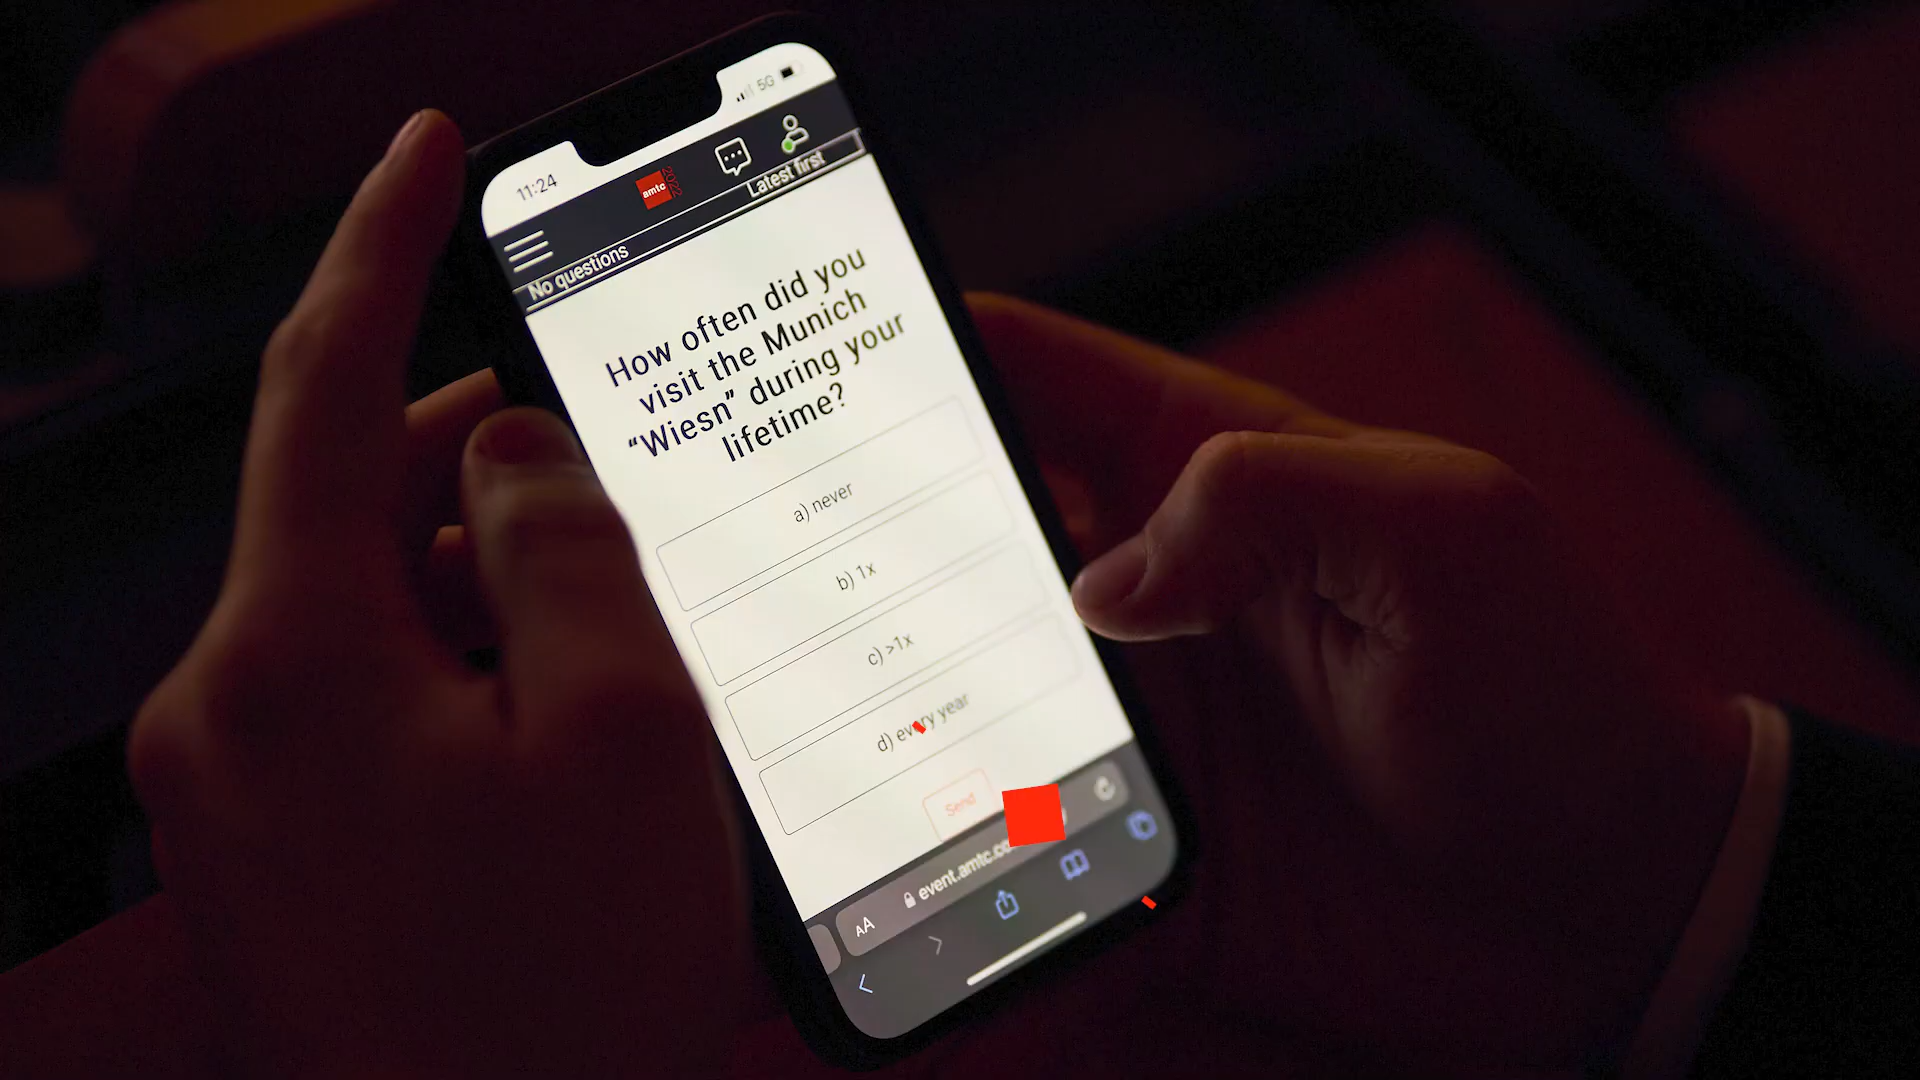 11:24
5G
amtc
2022
Latest first
No questions
How often did you
visit the Munich
“Wiesn” during your
lifetime?
a) never
b) 1x
c) >1x
d) every year
Send
AA
event.amtc.co